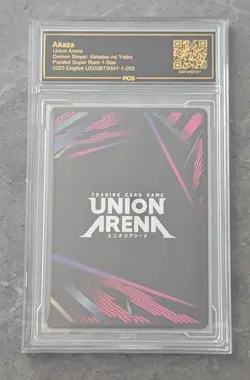 Akaza
Union Arena
Demon Slayer: Kimetsu no Yaiba
Parallel Super Rare 1-Star
2023 English UE05BT/KMY-1-052
PCG
TRADING CARD GAME
UNION
ARENA
ユニオンアリーナ